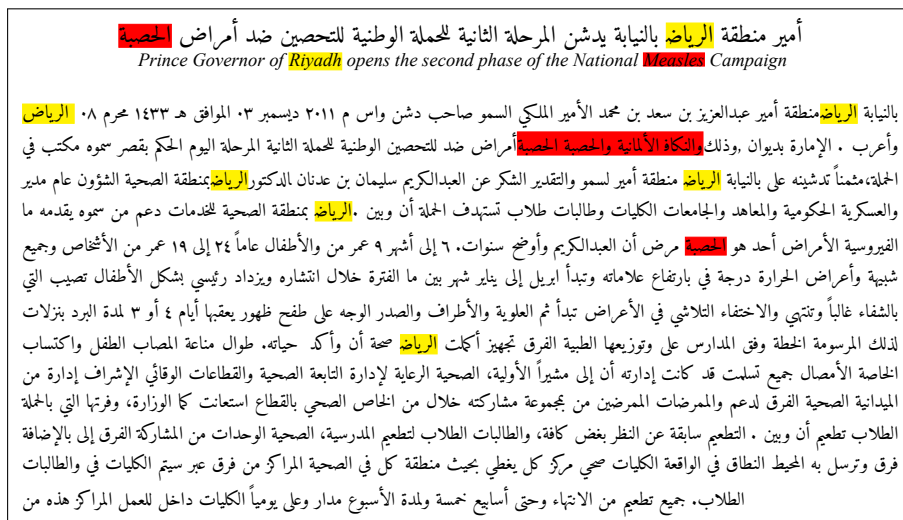 أمير منطقة الرياض بالنيابة يدشن المرحلة الثانية للحملة الوطنية للتحصين ضد أمراض الحصبة
Prince Governor of Riyadh opens the second phase of the National Measles Campaign
بالنيابة الرياض منطقة أمير عبدالعزيز بن سعد بن محمد الأمير الملكي السمو صاحب دشن واس م ٢٠١١ ديسمبر ٠٣ الموافق هـ ١٤٣٣ محرم ٠٨ الرياض
وأعرب . الإمارة بديوان ,وذلك والنكاف الألمانية والحصبة الحصبة أمراض ضد للتحصين الوطنية للحملة الثانية المرحلة اليوم الحكم بقصر سموه مكتب في
الحملة،مثمناً تدشينه على بالنيابة الرياض منطقة أمير لسمو والتقدير الشكر عن العبدالكريم سليمان بن عدنان .الدكتور الرياض بمنطقة الصحية الشؤون عام مدير
والعسكرية الحكومية والمعاهد والجامعات الكليات وطالبات طلاب تستهدف الحملة أن وبين .الرياض بمنطقة الصحية للخدمات دعم من سموه يقدمه ما
الفيروسية الأمراض أحد هو الحصبة مرض أن العبدالكريم وأوضح سنوات. ٦ إلى أشهر ٩ عمر من والأطفال عاماً ٢٤ إلى ١٩ عمر من الأشخاص وجميع
شبيهة وأعراض الحرارة درجة في بارتفاع علاماته وتبدأ ابريل إلى يناير شهر بين ما الفترة خلال انتشاره ويزداد رئيسي بشكل الأطفال تصيب التي
بالشفاء غالباً وتنتهي والاختفاء التلاشي في الأعراض تبدأ ثم العلوية والأطراف والصدر الوجه على طفح ظهور يعقبها أيام ٤ أو ٣ لمدة البرد بنزلات
لذلك المرسومة الخطة وفق المدارس على وتوزيعها الطبية الفرق تجهيز أكملت الرياض صحة أن وأكد حياته. طوال مناعة المصاب الطفل واكتساب
الخاصة الأمصال جميع تسلمت قد كانت إدارته أن إلى مشيراً الأولية، الصحية الرعاية لإدارة التابعة الصحية والقطاعات الوقائي الإشراف إدارة من
الميدانية الصحية الفرق لدعم والممرضات الممرضين من بمجموعة مشاركته خلال من الخاص الصحي بالقطاع استعانت كما الوزارة، وفرتها التي بالحملة
الطلاب تطعيم أن وبين . التطعيم سابقة عن النظر بغض كافة، والطالبات الطلاب لتطعيم المدرسية، الصحية الوحدات من المشاركة الفرق إلى بالإضافة
فرق وترسل به المحيط النطاق في الواقعة الكليات صحي مركز كل يغطي بحيث منطقة كل في الصحية المراكز من فرق عبر سيتم الكليات في والطالبات
الطلاب. جميع تطعيم من الانتهاء وحتى أسابيع خمسة ولمدة الأسبوع مدار وعلى يومياً الكليات داخل للعمل المراكز هذه من